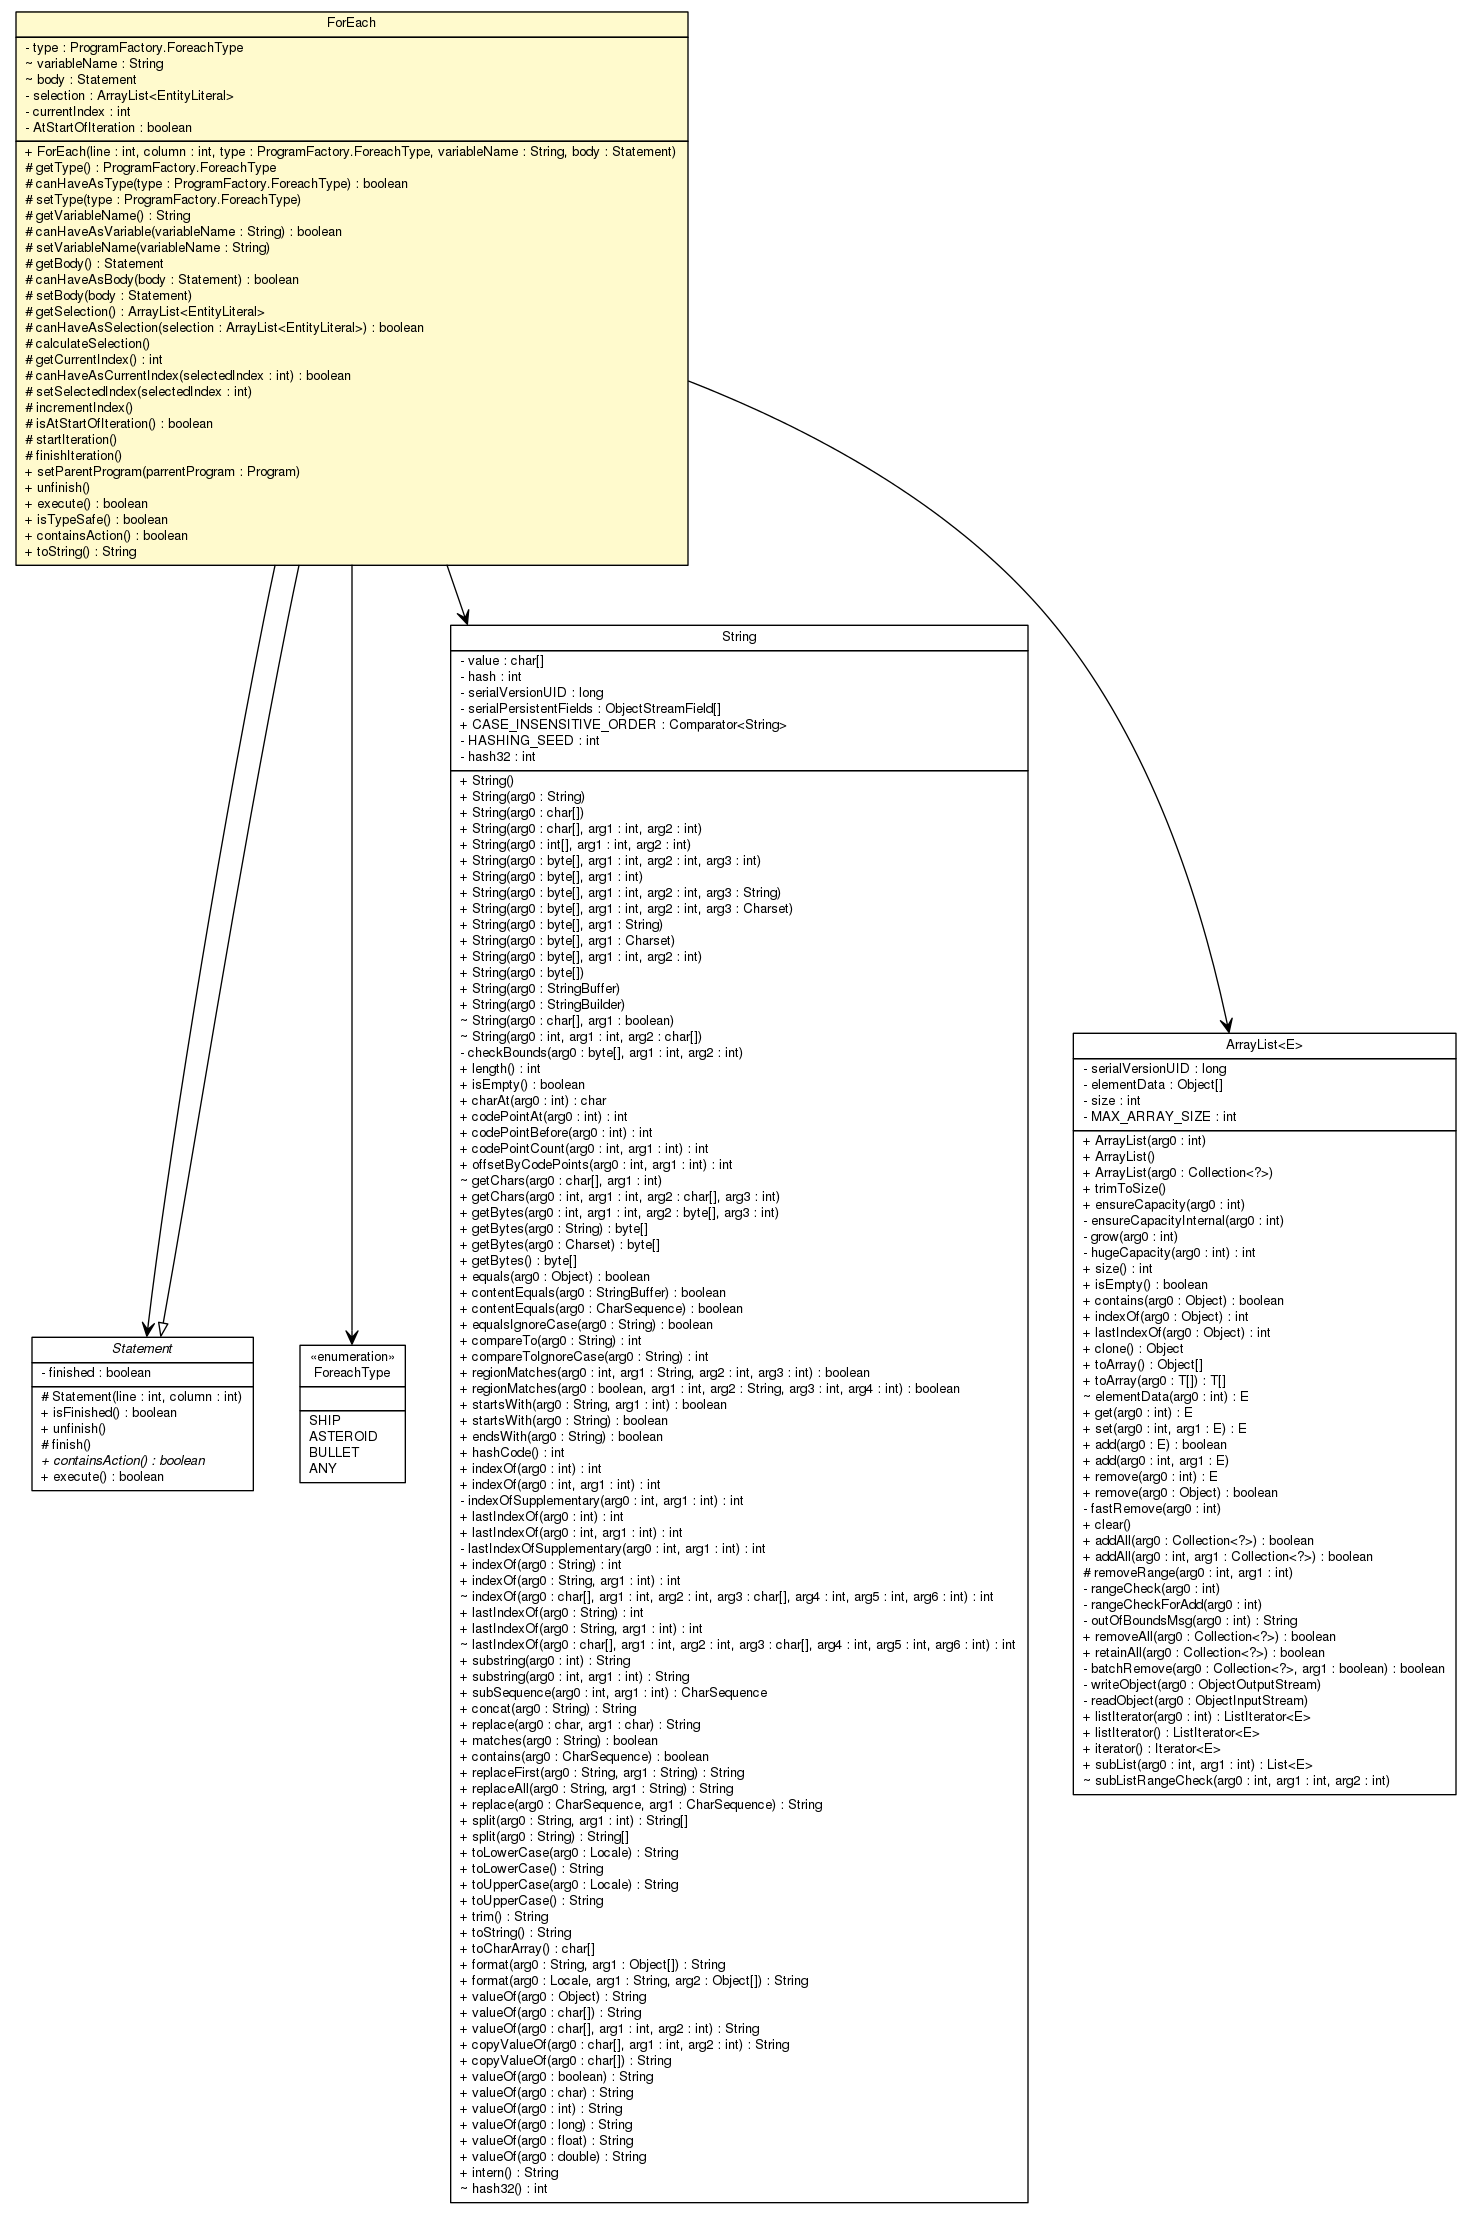 ForEach
- type : ProgramFactory.ForeachType
~ variableName : String
~ body : Statement
- selection : ArrayList<EntityLiteral>
- currentIndex : int
- AtStartOfIteration : boolean
+ ForEach(line : int, column : int, type : ProgramFactory.ForeachType, variableName : String, body : Statement)
# getType() : ProgramFactory.ForeachType
# canHaveAsType(type : ProgramFactory.ForeachType) : boolean
# setType(type : ProgramFactory.ForeachType)
# getVariableName() : String
# canHaveAsVariable(variableName : String) : boolean
# setVariableName(variableName : String)
# getBody() : Statement
# canHaveAsBody(body : Statement) : boolean
# setBody(body : Statement)
# getSelection() : ArrayList<EntityLiteral>
# canHaveAsSelection(selection : ArrayList<EntityLiteral>) : boolean
# calculateSelection()
# getCurrentIndex() : int
# canHaveAsCurrentIndex(selectedIndex : int) : boolean
# setSelectedIndex(selectedIndex : int)
# incrementIndex()
# isAtStartOfIteration() : boolean
# startIteration()
# finishIteration()
+ setParentProgram(parrentProgram : Program)
+ unfinish()
+ execute() : boolean
+ isTypeSafe() : boolean
+ containsAction() : boolean
+ toString() : String
Statement
- finished : boolean
# Statement(line : int, column : int)
+ isFinished() : boolean
+ unfinish()
# finish()
+ containsAction() : boolean
+ execute() : boolean
«enumeration»
ForeachType
SHIP
ASTEROID
BULLET
ANY
String
- value : char[]
- hash : int
- serialVersionUID : long
- serialPersistentFields : ObjectStreamField[]
+ CASE_INSENSITIVE_ORDER : Comparator<String>
- HASHING_SEED : int
- hash32 : int
+ String()
+ String(arg0 : String)
+ String(arg0 : char[])
+ String(arg0 : char[], arg1 : int, arg2 : int)
+ String(arg0 : int[], arg1 : int, arg2 : int)
+ String(arg0 : byte[], arg1 : int, arg2 : int, arg3 : int)
+ String(arg0 : byte[], arg1 : int)
+ String(arg0 : byte[], arg1 : int, arg2 : int, arg3 : String)
+ String(arg0 : byte[], arg1 : int, arg2 : int, arg3 : Charset)
+ String(arg0 : byte[], arg1 : String)
+ String(arg0 : byte[], arg1 : Charset)
+ String(arg0 : byte[], arg1 : int, arg2 : int)
+ String(arg0 : byte[])
+ String(arg0 : StringBuffer)
+ String(arg0 : StringBuilder)
~ String(arg0 : char[], arg1 : boolean)
~ String(arg0 : int, arg1 : int, arg2 : char[])
- checkBounds(arg0 : byte[], arg1 : int, arg2 : int)
+ length() : int
+ isEmpty() : boolean
+ charAt(arg0 : int) : char
+ codePointAt(arg0 : int) : int
+ codePointBefore(arg0 : int) : int
+ codePointCount(arg0 : int, arg1 : int) : int
+ offsetByCodePoints(arg0 : int, arg1 : int) : int
~ getChars(arg0 : char[], arg1 : int)
+ getChars(arg0 : int, arg1 : int, arg2 : char[], arg3 : int)
+ getBytes(arg0 : int, arg1 : int, arg2 : byte[], arg3 : int)
+ getBytes(arg0 : String) : byte[]
+ getBytes(arg0 : Charset) : byte[]
+ getBytes() : byte[]
+ equals(arg0 : Object) : boolean
+ contentEquals(arg0 : StringBuffer) : boolean
+ contentEquals(arg0 : CharSequence) : boolean
+ equalsIgnoreCase(arg0 : String) : boolean
+ compareTo(arg0 : String) : int
+ compareToIgnoreCase(arg0 : String) : int
+ regionMatches(arg0 : int, arg1 : String, arg2 : int, arg3 : int) : boolean
+ regionMatches(arg0 : boolean, arg1 : int, arg2 : String, arg3 : int, arg4 : int) : boolean
+ startsWith(arg0 : String, arg1 : int) : boolean
+ startsWith(arg0 : String) : boolean
+ endsWith(arg0 : String) : boolean
+ hashCode() : int
+ indexOf(arg0 : int) : int
+ indexOf(arg0 : int, arg1 : int) : int
- indexOfSupplementary(arg0 : int, arg1 : int) : int
+ lastIndexOf(arg0 : int) : int
+ lastIndexOf(arg0 : int, arg1 : int) : int
- lastIndexOfSupplementary(arg0 : int, arg1 : int) : int
+ indexOf(arg0 : String) : int
+ indexOf(arg0 : String, arg1 : int) : int
~ indexOf(arg0 : char[], arg1 : int, arg2 : int, arg3 : char[], arg4 : int, arg5 : int, arg6 : int) : int
+ lastIndexOf(arg0 : String) : int
+ lastIndexOf(arg0 : String, arg1 : int) : int
~ lastIndexOf(arg0 : char[], arg1 : int, arg2 : int, arg3 : char[], arg4 : int, arg5 : int, arg6 : int) : int
+ substring(arg0 : int) : String
+ substring(arg0 : int, arg1 : int) : String
+ subSequence(arg0 : int, arg1 : int) : CharSequence
+ concat(arg0 : String) : String
+ replace(arg0 : char, arg1 : char) : String
+ matches(arg0 : String) : boolean
+ contains(arg0 : CharSequence) : boolean
+ replaceFirst(arg0 : String, arg1 : String) : String
+ replaceAll(arg0 : String, arg1 : String) : String
+ replace(arg0 : CharSequence, arg1 : CharSequence) : String
+ split(arg0 : String, arg1 : int) : String[]
+ split(arg0 : String) : String[]
+ toLowerCase(arg0 : Locale) : String
+ toLowerCase() : String
+ toUpperCase(arg0 : Locale) : String
+ toUpperCase() : String
+ trim() : String
+ toString() : String
+ toCharArray() : char[]
+ format(arg0 : String, arg1 : Object[]) : String
+ format(arg0 : Locale, arg1 : String, arg2 : Object[]) : String
+ valueOf(arg0 : Object) : String
+ valueOf(arg0 : char[]) : String
+ valueOf(arg0 : char[], arg1 : int, arg2 : int) : String
+ copyValueOf(arg0 : char[], arg1 : int, arg2 : int) : String
+ copyValueOf(arg0 : char[]) : String
+ valueOf(arg0 : boolean) : String
+ valueOf(arg0 : char) : String
+ valueOf(arg0 : int) : String
+ valueOf(arg0 : long) : String
+ valueOf(arg0 : float) : String
+ valueOf(arg0 : double) : String
+ intern() : String
~ hash32() : int
ArrayList<E>
- serialVersionUID : long
- elementData : Object[]
- size : int
- MAX_ARRAY_SIZE : int
+ ArrayList(arg0 : int)
+ ArrayList()
+ ArrayList(arg0 : Collection<?>)
+ trimToSize()
+ ensureCapacity(arg0 : int)
- ensureCapacityInternal(arg0 : int)
- grow(arg0 : int)
- hugeCapacity(arg0 : int) : int
+ size() : int
+ isEmpty() : boolean
+ contains(arg0 : Object) : boolean
+ indexOf(arg0 : Object) : int
+ lastIndexOf(arg0 : Object) : int
+ clone() : Object
+ toArray() : Object[]
+ toArray(arg0 : T[]) : T[]
~ elementData(arg0 : int) : E
+ get(arg0 : int) : E
+ set(arg0 : int, arg1 : E) : E
+ add(arg0 : E) : boolean
+ add(arg0 : int, arg1 : E)
+ remove(arg0 : int) : E
+ remove(arg0 : Object) : boolean
- fastRemove(arg0 : int)
+ clear()
+ addAll(arg0 : Collection<?>) : boolean
+ addAll(arg0 : int, arg1 : Collection<?>) : boolean
# removeRange(arg0 : int, arg1 : int)
- rangeCheck(arg0 : int)
- rangeCheckForAdd(arg0 : int)
- outOfBoundsMsg(arg0 : int) : String
+ removeAll(arg0 : Collection<?>) : boolean
+ retainAll(arg0 : Collection<?>) : boolean
- batchRemove(arg0 : Collection<?>, arg1 : boolean) : boolean
- writeObject(arg0 : ObjectOutputStream)
- readObject(arg0 : ObjectInputStream)
+ listIterator(arg0 : int) : ListIterator<E>
+ listIterator() : ListIterator<E>
+ iterator() : Iterator<E>
+ subList(arg0 : int, arg1 : int) : List<E>
~ subListRangeCheck(arg0 : int, arg1 : int, arg2 : int)